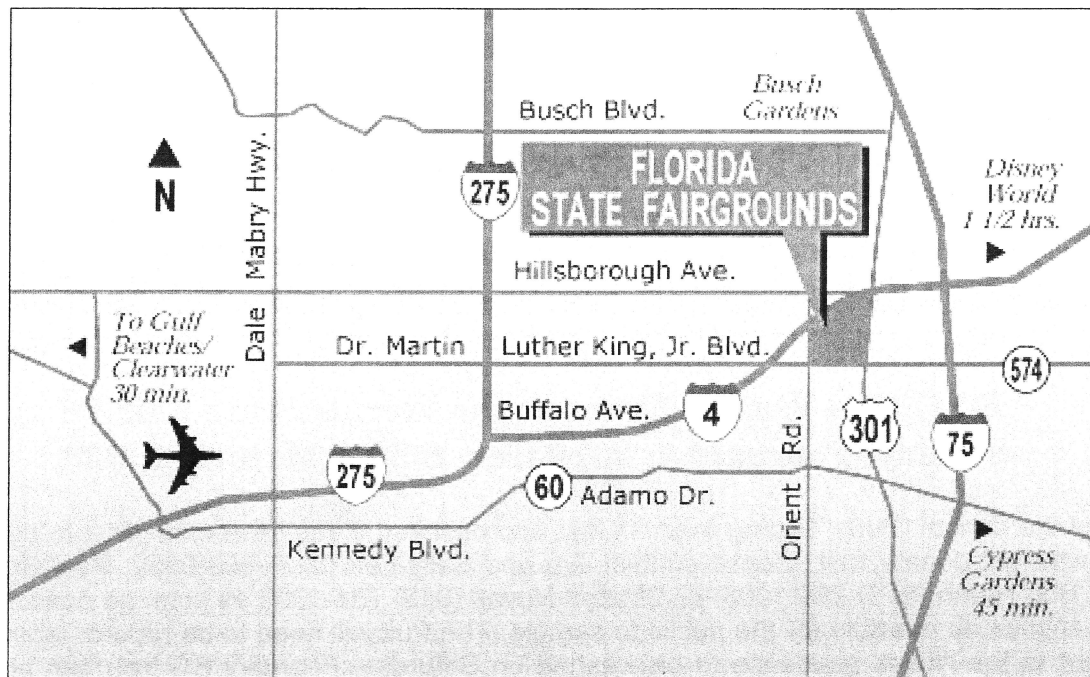 Busch Blvd.
Busch
Gardens
N
Dale Mabry Hwy.
275
FLORIDA
STATE FAIRGROUNDS
Disney
World
1 1/2 hrs.
Hillsborough Ave.
To Gulf
Beaches/
Clearwater
30 min.
Dr. Martin Luther King, Jr. Blvd.
574
Buffalo Ave.
4
301
75
Orient Rd.
275
60
Adamo Dr.
Kennedy Blvd.
Cypress
Gardens
45 min.